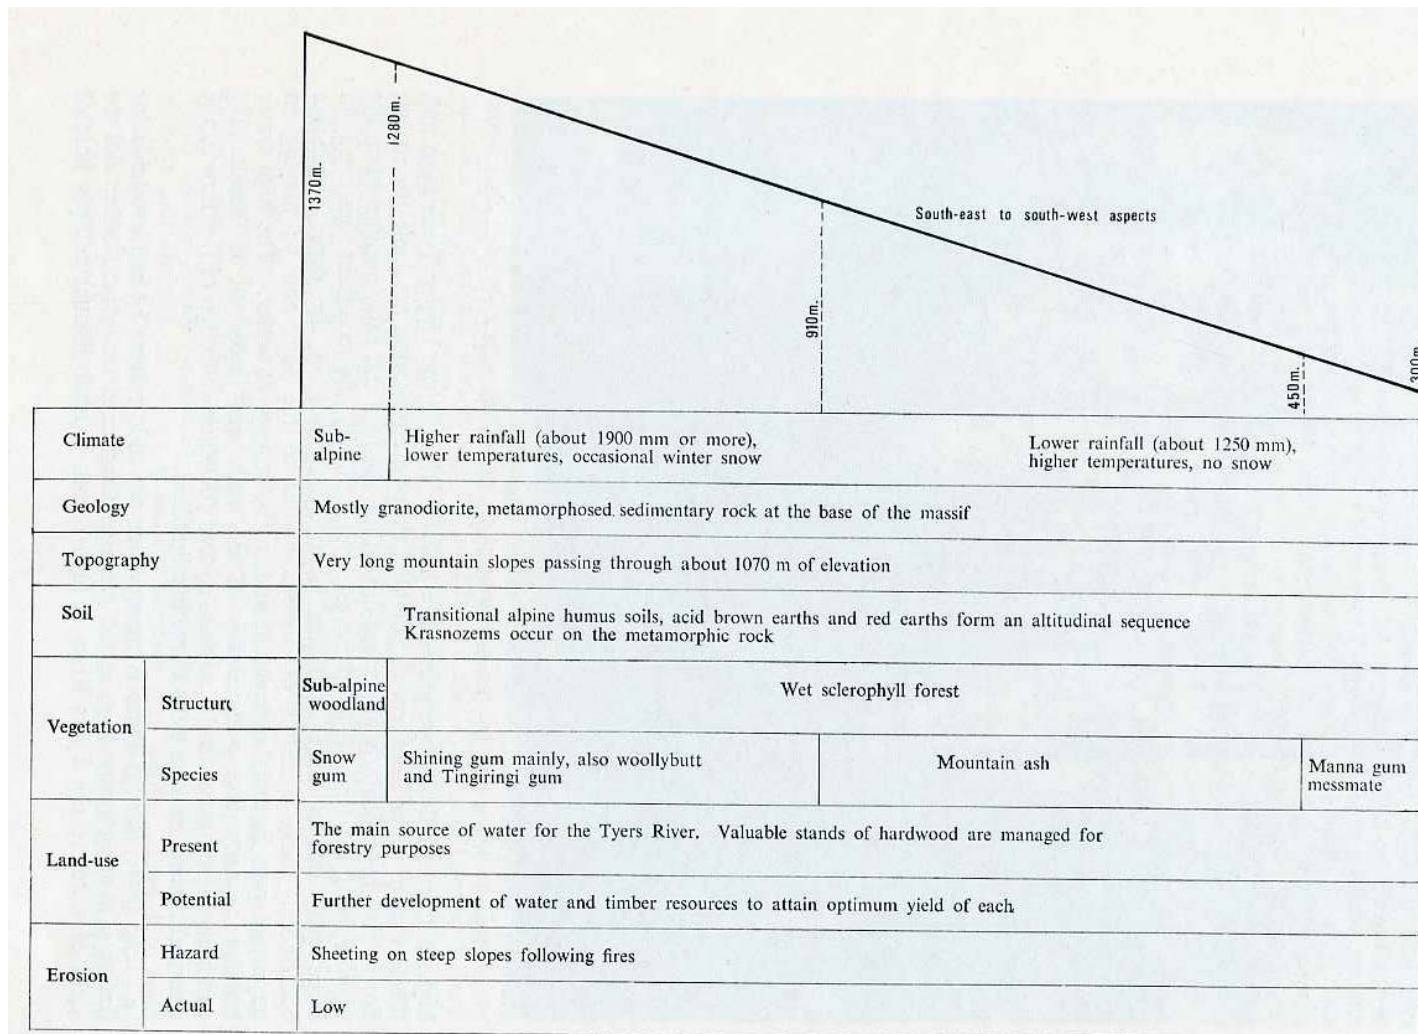 1370m.
1280m.
910m.
South-east to south-west aspects
450m.
300m
Climate
Sub-
alpine
Higher rainfall (about 1900 mm or more),
lower temperatures, occasional winter snow
Lower rainfall (about 1250 mm),
higher temperatures, no snow
Geology
Mostly granodiorite, metamorphosed sedimentary rock at the base of the massif
Topography
Very long mountain slopes passing through about 1070 m of elevation
Soil
Transitional alpine humus soils, acid brown earths and red earths form an altitudinal sequence
Krasnozems occur on the metamorphic rock
Vegetation
Structure
Sub-alpine
woodland
Wet sclerophyll forest
Species
Snow
gum
Shining gum mainly, also woollybutt
and Tingiringi gum
Mountain ash
Manna gum
messmate
Land-use
Present
The main source of water for the Tyers River. Valuable stands of hardwood are managed for
forestry purposes
Potential
Further development of water and timber resources to attain optimum yield of each
Erosion
Hazard
Sheeting on steep slopes following fires
Actual
Low